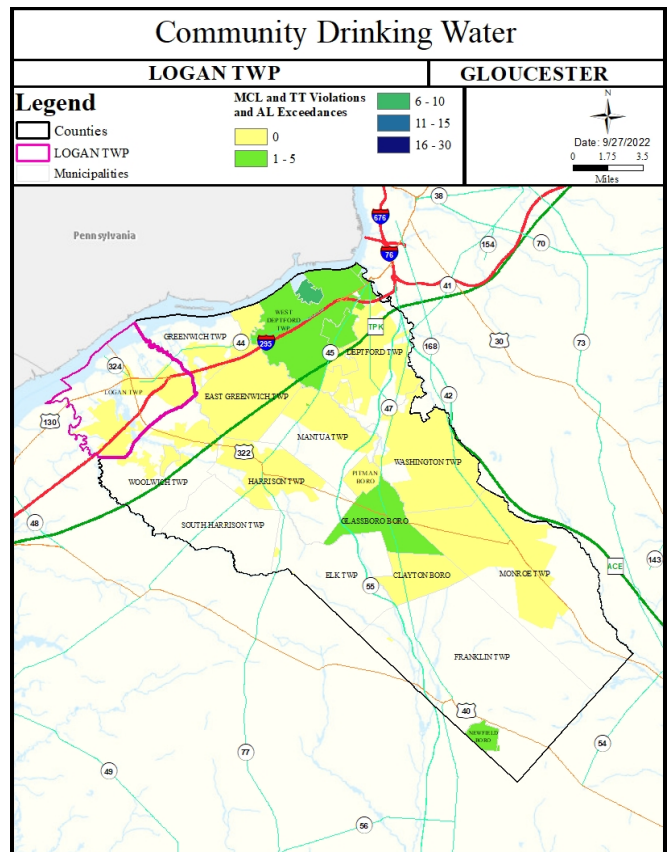 Community Drinking Water
LOGAN TWP
GLOUCESTER
Legend
Counties
LOGAN TWP
Municipalities
MCL and TT Violations
and AL Exceedances
0
1 - 5
6 - 10
11 - 15
16 - 30
N
Date: 9/27/2022
0 1.75 3.5
Miles
Pennsylvania
38
676
154
70
76
41
WEST
DEPTFORD
TWP
GREENWICH TWP
TPK
44
295
45
DEPTFORD TWP
168
30
73
324
LOGAN TWP
EAST GREENWICH TWP
42
47
130
MANTUA TWP
322
WASHINGTON TWP
PITMAN
BORO
WOOLWICH TWP
HARRISON TWP
48
SOUTH HARRISON TWP
GLASSBORO BORO
143
ACE
ELK TWP
CLAYTON BORO
MONROE TWP
55
FRANKLIN TWP
40
NEWFIELD
BORO
54
77
49
56